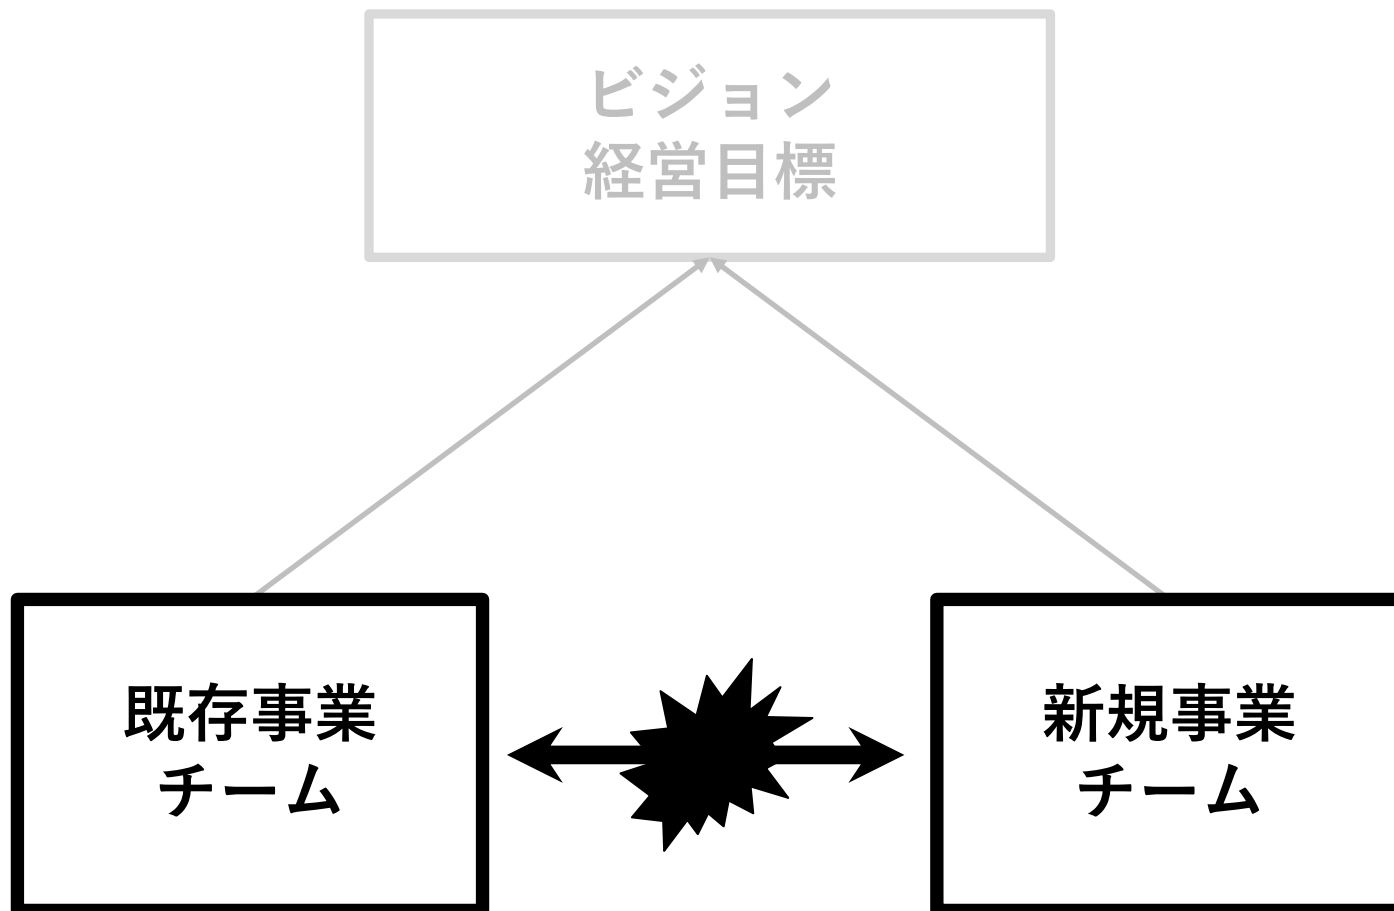 ビジョン
経営目標
既存事業
チーム
新規事業
チーム